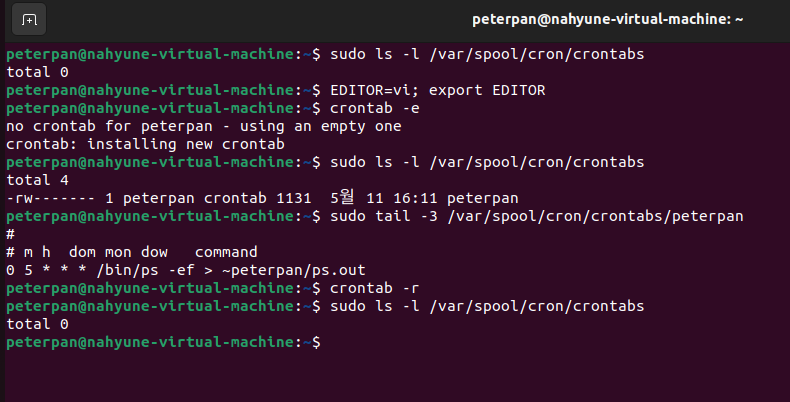 peterpan@nahyune-virtual-machine: ~
peterpan@nahyune-virtual-machine:~$ sudo ls -l /var/spool/cron/crontabs
total 0
peterpan@nahyune-virtual-machine:~$ EDITOR=vi; export EDITOR
peterpan@nahyune-virtual-machine:~$ crontab -e
no crontab for peterpan - using an empty one
crontab: installing new crontab
peterpan@nahyune-virtual-machine:~$ sudo ls -l /var/spool/cron/crontabs
total 4
-rw------- 1 peterpan crontab 1131  5월 11 16:11 peterpan
peterpan@nahyune-virtual-machine:~$ sudo tail -3 /var/spool/cron/crontabs/peterpan
#
# m h  dom mon dow   command
0 5 * * * /bin/ps -ef > ~peterpan/ps.out
peterpan@nahyune-virtual-machine:~$ crontab -r
peterpan@nahyune-virtual-machine:~$ sudo ls -l /var/spool/cron/crontabs
total 0
peterpan@nahyune-virtual-machine:~$